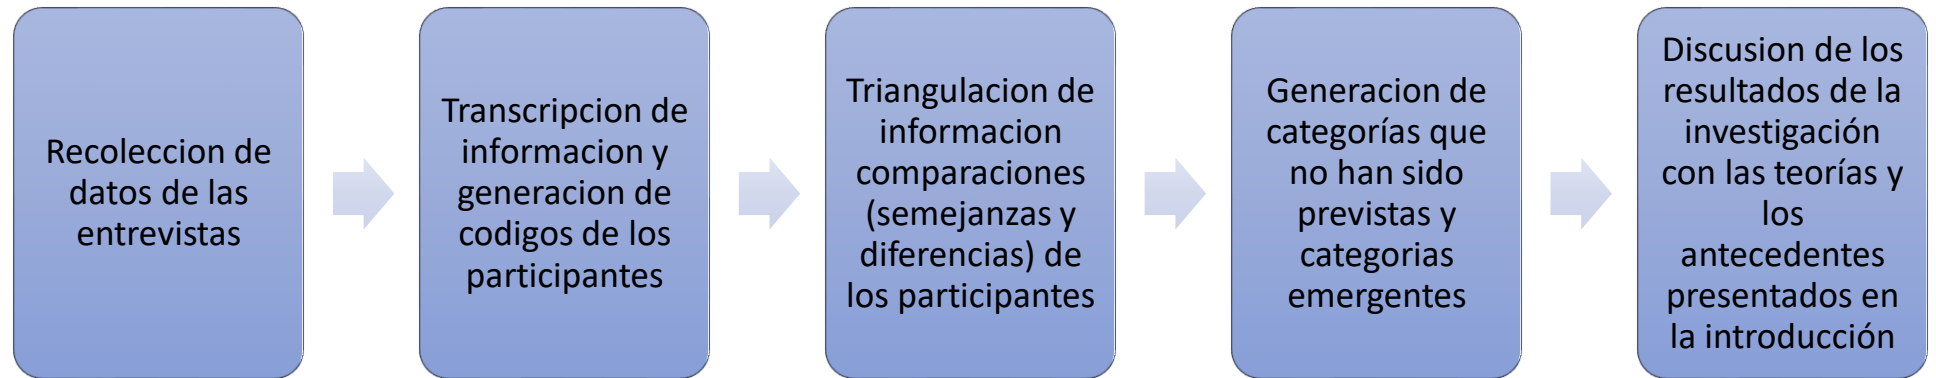 Recoleccion de
datos de las
entrevistas
Transcripcion de
informacion y
generacion de
codigos de los
participantes
Triangulacion de
informacion
comparaciones
(semejanzas y
diferencias) de
los participantes
Generacion de
categorías que
no han sido
previstas y
categorias
emergentes
Discusion de los
resultados de la
investigación
con las teorías y
los
antecedentes
presentados en
la introducción